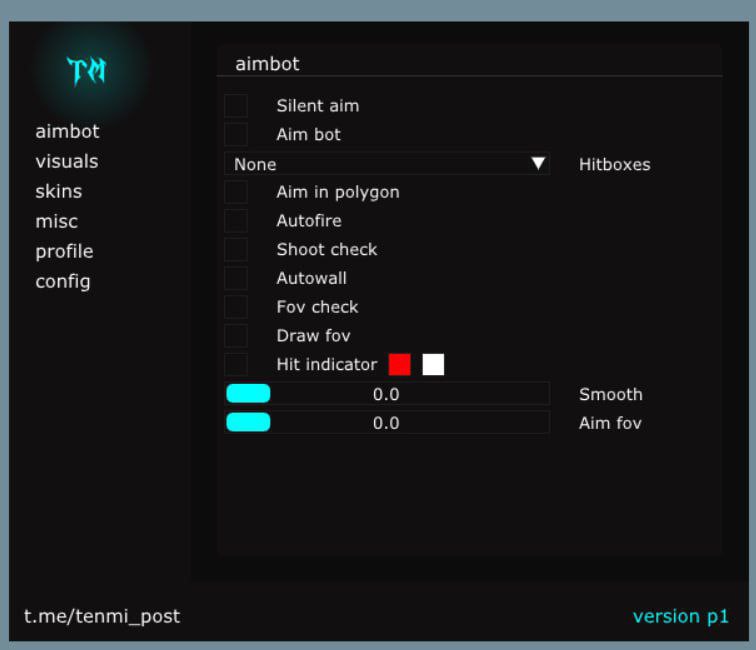 TM
aimbot
visuals
skins
misc
profile
config
aimbot
Silent aim
Aim bot
None Hitboxes
Aim in polygon
Autofire
Shoot check
Autowall
Fov check
Draw fov
Hit indicator
0.0 Smooth
0.0 Aim fov
t.me/tenmi_post
version p1